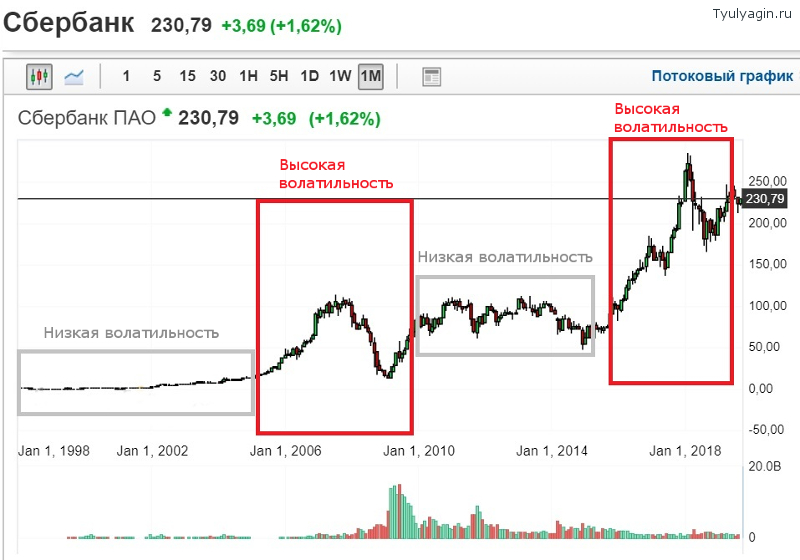 Tyulyagin.ru
Сбербанк 230,79 +3,69 (+1,62%)
1 5 15 30 1H 5H 1D 1W 1M
Потоковый график
Сбербанк ПАО 230,79 +3,69 (+1,62%)
Высокая
волатильность
Высокая
волатильность
Низкая волатильность
Низкая волатильность
250,00
230,79
200,00
150,00
100,00
50,00
0,00
-50,00
Jan 1, 1998 Jan 1, 2002 Jan 1, 2006 Jan 1, 2010 Jan 1, 2014 Jan 1, 2018
20.0B
0